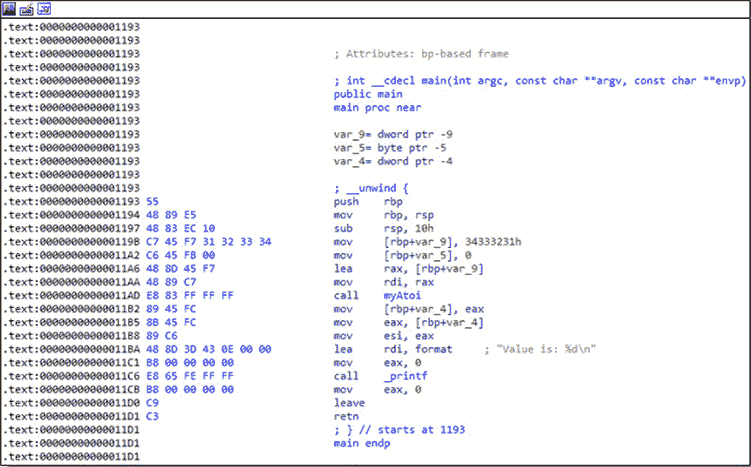 .text:0000000000001193
.text:0000000000001193
.text:0000000000001193 ; Attributes: bp-based frame
.text:0000000000001193
.text:0000000000001193 ; int __cdecl main(int argc, const char **argv, const char **envp)
.text:0000000000001193 public main
.text:0000000000001193 main proc near
.text:0000000000001193
.text:0000000000001193 var_9= dword ptr -9
.text:0000000000001193 var_5= byte ptr -5
.text:0000000000001193 var_4= dword ptr -4
.text:0000000000001193
.text:0000000000001193 ; __unwind {
.text:0000000000001193 55 push rbp
.text:0000000000001194 48 89 E5 mov rbp, rsp
.text:0000000000001197 48 83 EC 10 sub rsp, 10h
.text:000000000000119B C7 45 F7 31 32 33 34 mov [rbp+var_9], 34333231h
.text:00000000000011A2 C6 45 FB 00 mov [rbp+var_5], 0
.text:00000000000011A6 48 8D 45 F7 lea rax, [rbp+var_9]
.text:00000000000011AA 48 89 C7 mov rdi, rax
.text:00000000000011AD E8 83 FF FF FF call myAtoi
.text:00000000000011B2 89 45 FC mov [rbp+var_4], eax
.text:00000000000011B5 8B 45 FC mov eax, [rbp+var_4]
.text:00000000000011B8 89 C6 mov esi, eax
.text:00000000000011BA 48 8D 3D 43 0E 00 00 lea rdi, format ; "Value is: %d\n"
.text:00000000000011C1 B8 00 00 00 00 mov eax, 0
.text:00000000000011C6 E8 65 FE FF FF call _printf
.text:00000000000011CB B8 00 00 00 00 mov eax, 0
.text:00000000000011D0 C9 leave
.text:00000000000011D1 C3 retn
.text:00000000000011D1 ; } // starts at 1193
.text:00000000000011D1 main endp
.text:00000000000011D1